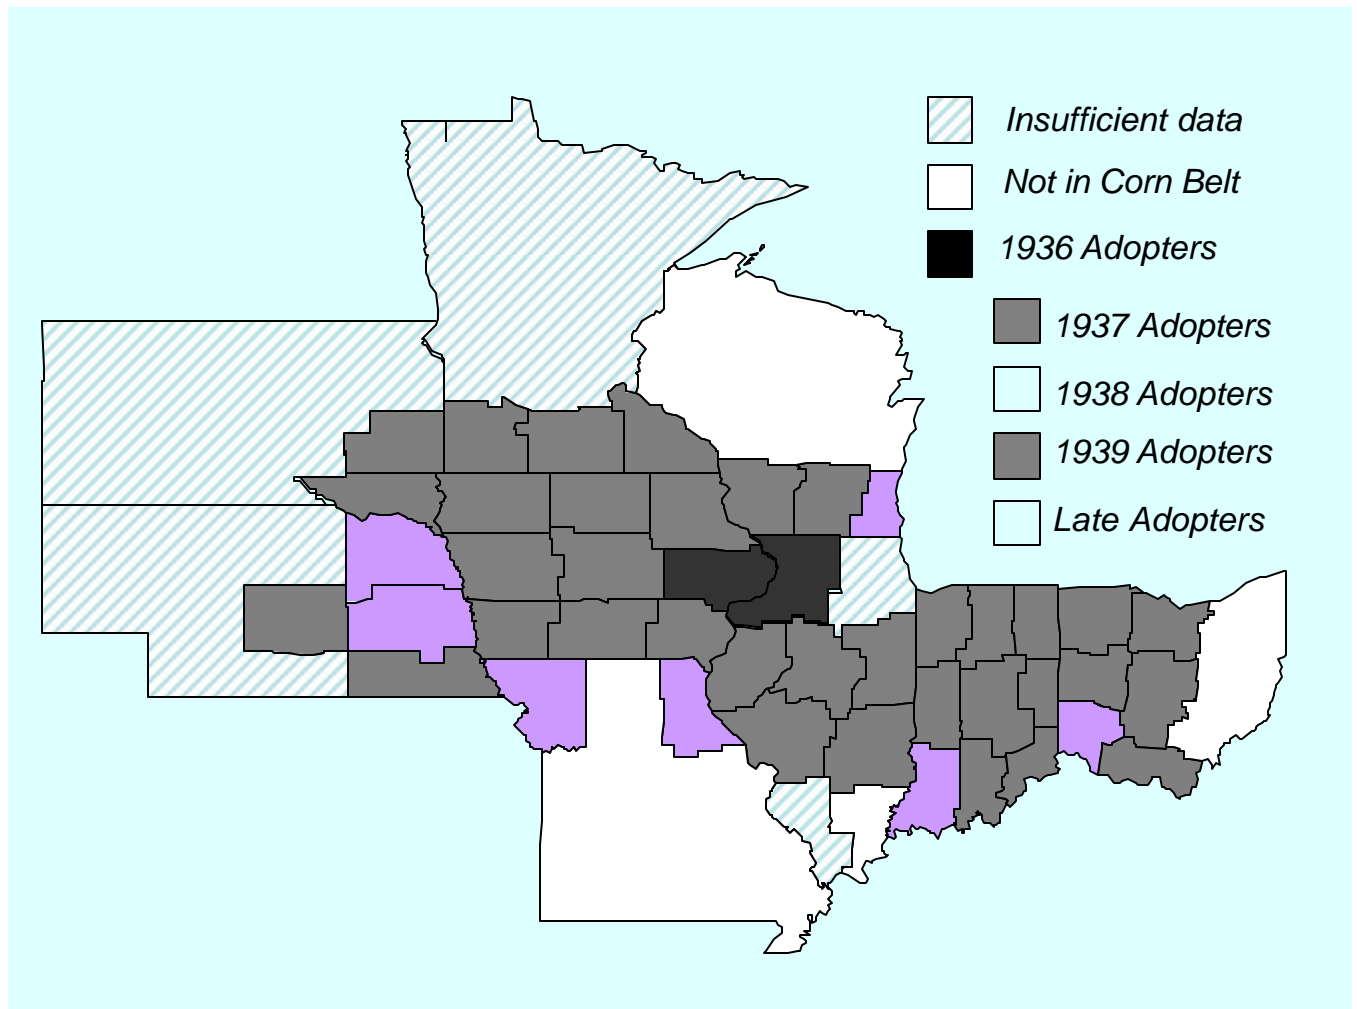 Insufficient data
Not in Corn Belt
1936 Adopters
1937 Adopters
1938 Adopters
1939 Adopters
Late Adopters